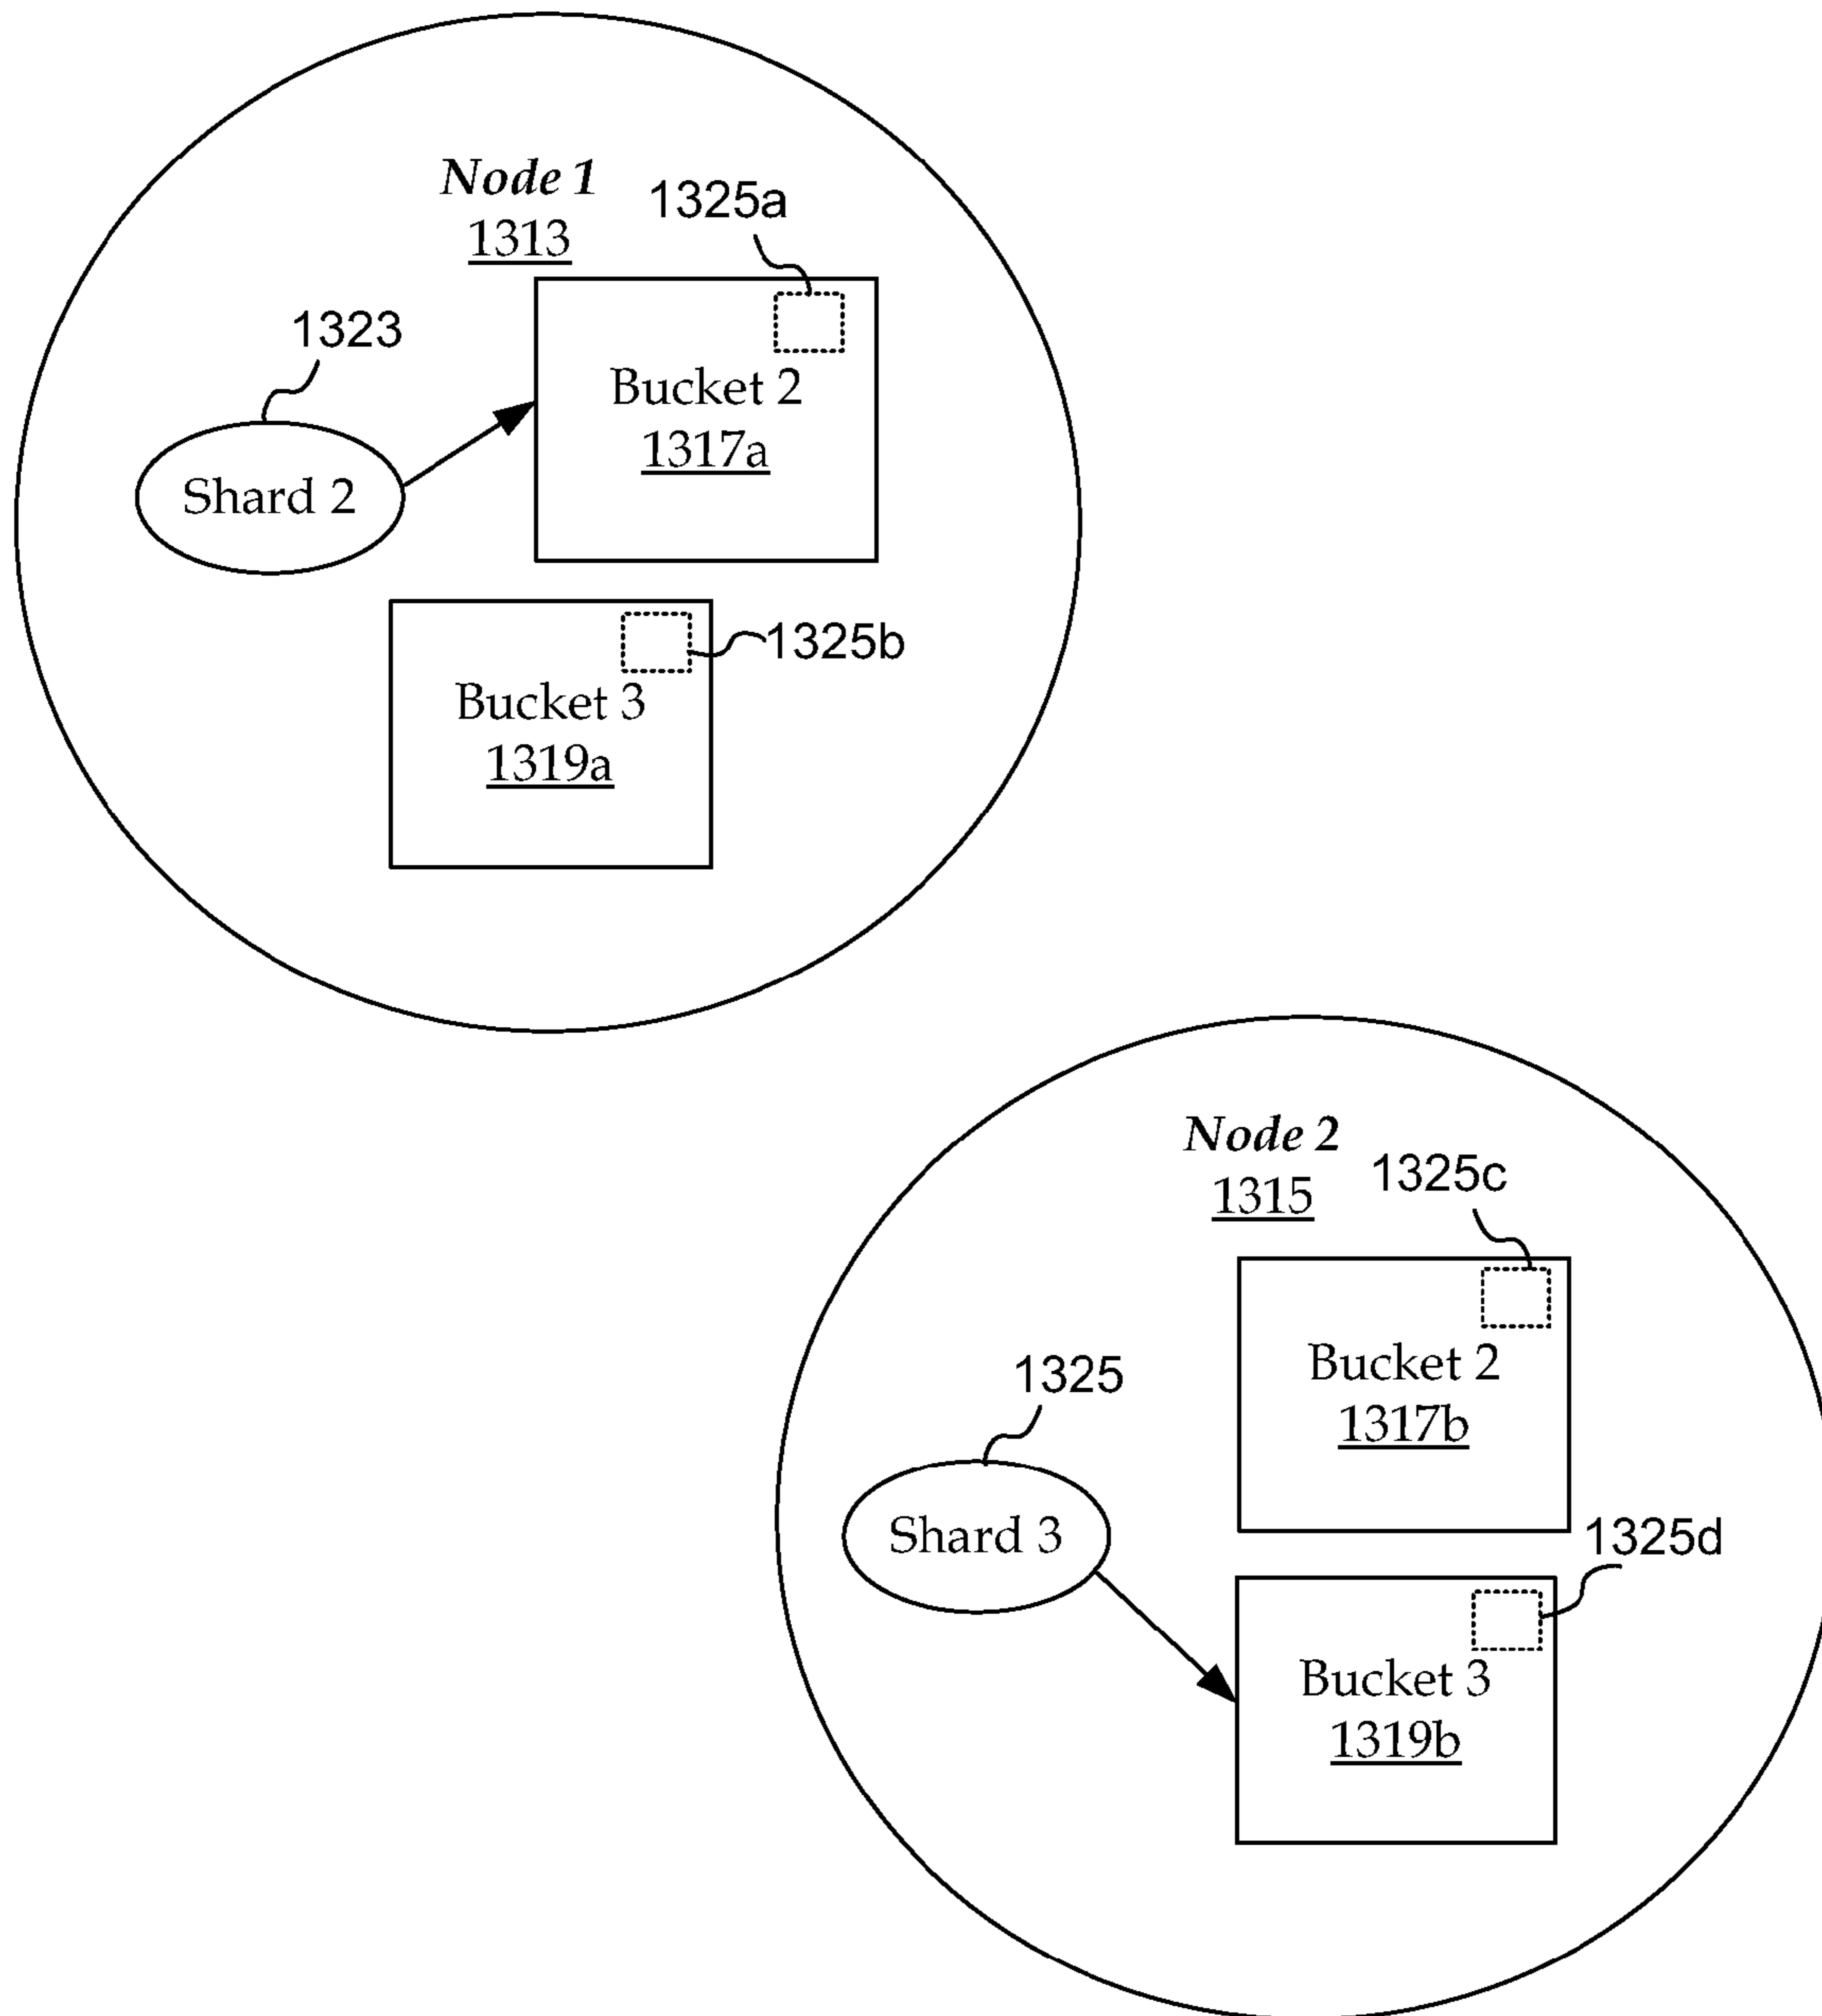 Node 1
1313
1325a
1323
Bucket 2
1317a
Shard 2
1325b
Bucket 3
1319a
Node 2
1315
1325c
1325
Bucket 2
1317b
Shard 3
1325d
Bucket 3
1319b